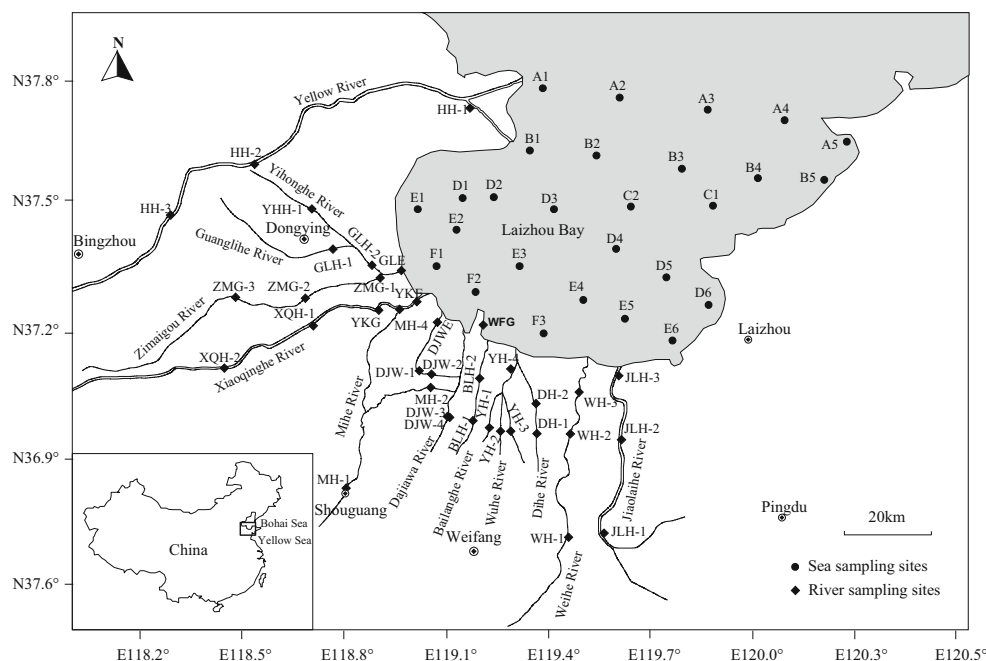 N
N37.8°
N37.5°
N37.2°
N36.9°
N37.6°
E118.2°
E118.5°
E118.8°
E119.1°
E119.4°
E119.7°
E120.0°
E120.3°
E120.5°
Yellow River
HH-1
HH-2
HH-3
Bingzhou
Yihonghe River
YHH-1
Dongying
Guanglihe River
GLH-1
GLH-2
GLE
ZMG-1
ZMG-2
ZMG-3
Zimaigou River
YKE
YKG
XQH-1
XQH-2
Xiaoqinghe River
MH-4
DJWE
DJW-1
DJW-2
MH-2
DJW-3
DJW-4
Mihe River
MH-1
Shouguang
Dajiawa River
BLH-2
BLH-1
Bailanghe River
WFG
YH-4
YH-1
YH-2
YH-3
Wuhe River
Weifang
DH-2
DH-1
Dihe River
WH-3
WH-2
WH-1
Weihe River
JLH-3
JLH-2
JLH-1
Jiaolaihe River
Laizhou
Pingdu
A1
A2
A3
A4
A5
B1
B2
B3
B4
B5
C1
C2
D1
D2
D3
D4
D5
D6
E1
E2
E3
E4
E5
E6
F1
F2
F3
Laizhou Bay
20km
Sea sampling sites
River sampling sites
China
Bohai Sea
Yellow Sea